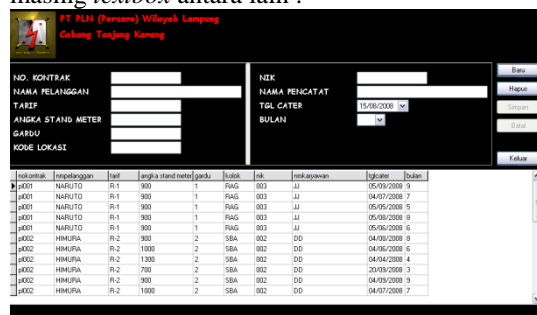 masing texbox antara lain :
PT PLN (Persero) Wilayah Lampung
Cabang Tanjung Karang
NO. KONTRAK
NAMA PELANGGAN
TARIF
ANGKA STAND METER
GARDU
KODE LOKASI
NIK
NAMA PENCATAT
TGL CATER 15/08/2008
BULAN
Baru
Hapus
Simpan
Batal
Keluar
nokontrak nmpelanggan tarif angka stand meter gardu kolok nik nmkaryawan tglcater bulan
pl001 NARUTO R-1 900 1 RAG 003 JJ 05/09/2008 9
pl001 NARUTO R-1 900 1 RAG 003 JJ 04/07/2008 7
pl001 NARUTO R-1 900 1 RAG 003 JJ 05/05/2008 5
pl001 NARUTO R-1 900 1 RAG 003 JJ 05/08/2008 8
pl001 NARUTO R-1 900 1 RAG 003 JJ 05/06/2008 6
pl002 HIMURA R-2 900 2 SBA 002 DD 04/08/2008 8
pl002 HIMURA R-2 1000 2 SBA 002 DD 04/06/2008 6
pl002 HIMURA R-2 1300 2 SBA 002 DD 04/04/2008 4
pl002 HIMURA R-2 700 2 SBA 002 DD 20/09/2008 3
pl002 HIMURA R-2 900 2 SBA 002 DD 04/09/2008 9
pl002 HIMURA R-2 1000 2 SBA 002 DD 04/07/2008 7